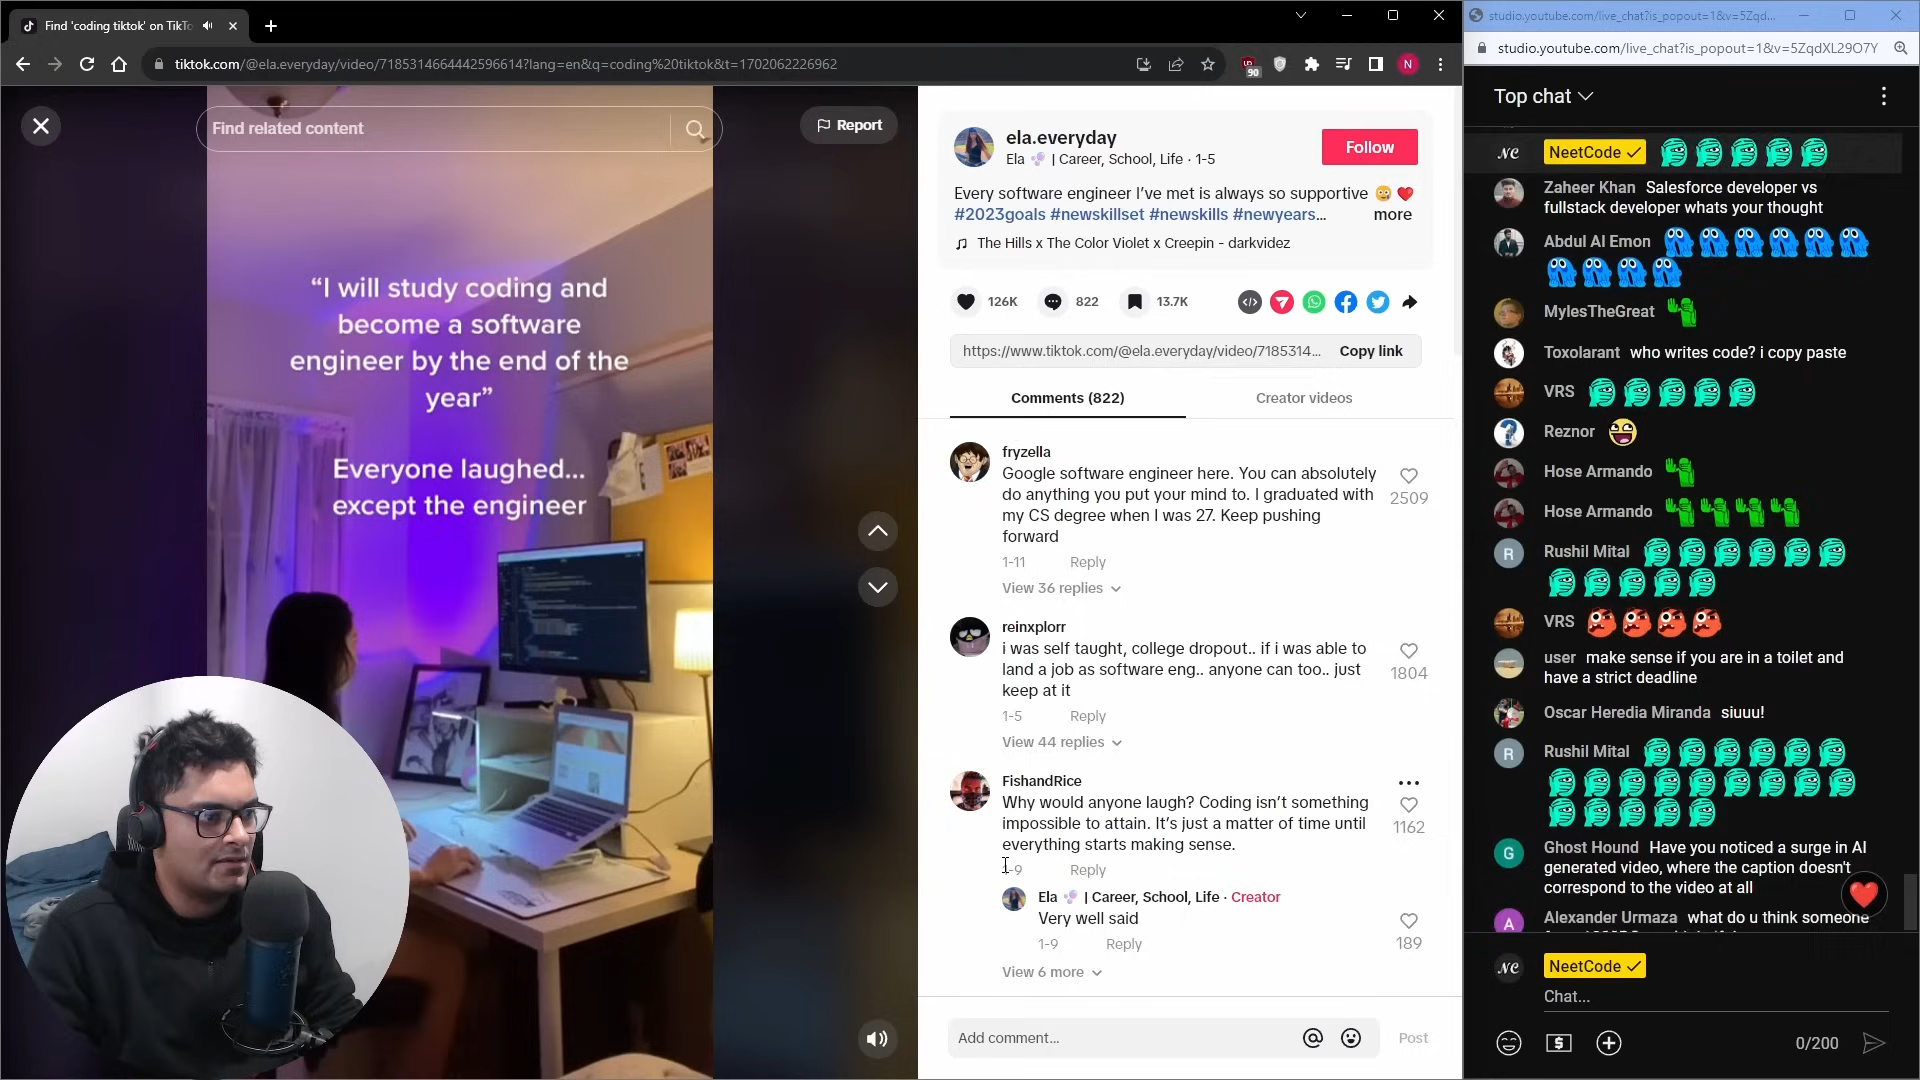 Find 'coding tiktok' on TikTo
tiktok.com/@ela.everyday/video/7185314664442596614?lang=en&q=coding%20tiktok&t=1702062226962
90
N
Find related content
Report
“I will study coding and
become a software
engineer by the end of the
year”
Everyone laughed...
except the engineer
ela.everyday
Ela | Career, School, Life · 1-5
Follow
Every software engineer I’ve met is always so supportive
#2023goals #newskillset #newskills #newyears...
more
The Hills x The Color Violet x Creepin - darkvidez
126K
822
13.7K
https://www.tiktok.com/@ela.everyday/video/7185314...
Copy link
Comments (822)
Creator videos
fryzella
Google software engineer here. You can absolutely
do anything you put your mind to. I graduated with
my CS degree when I was 27. Keep pushing
forward
2509
1-11 Reply
View 36 replies
reinxplorr
i was self taught, college dropout.. if i was able to
land a job as software eng.. anyone can too.. just
keep at it
1804
1-5 Reply
View 44 replies
FishandRice
Why would anyone laugh? Coding isn’t something
impossible to attain. It’s just a matter of time until
everything starts making sense.
1162
1-9 Reply
Ela | Career, School, Life · Creator
Very well said
1-9 Reply
189
View 6 more
Add comment...
Post
studio.youtube.com/live_chat?is_popout=1&v=5Zqd...
studio.youtube.com/live_chat?is_popout=1&v=5ZqdXL29O7Y
Top chat
NC NeetCode
Zaheer Khan Salesforce developer vs
fullstack developer whats your thought
Abdul Al Emon
MylesTheGreat
Toxolarant who writes code? i copy paste
VRS
Reznor
Hose Armando
Hose Armando
R Rushil Mital
VRS
user make sense if you are in a toilet and
have a strict deadline
Oscar Heredia Miranda siuuu!
R Rushil Mital
G Ghost Hound Have you noticed a surge in AI
generated video, where the caption doesn't
correspond to the video at all
A Alexander Urmaza what do u think someone
NC NeetCode
Chat...
0/200